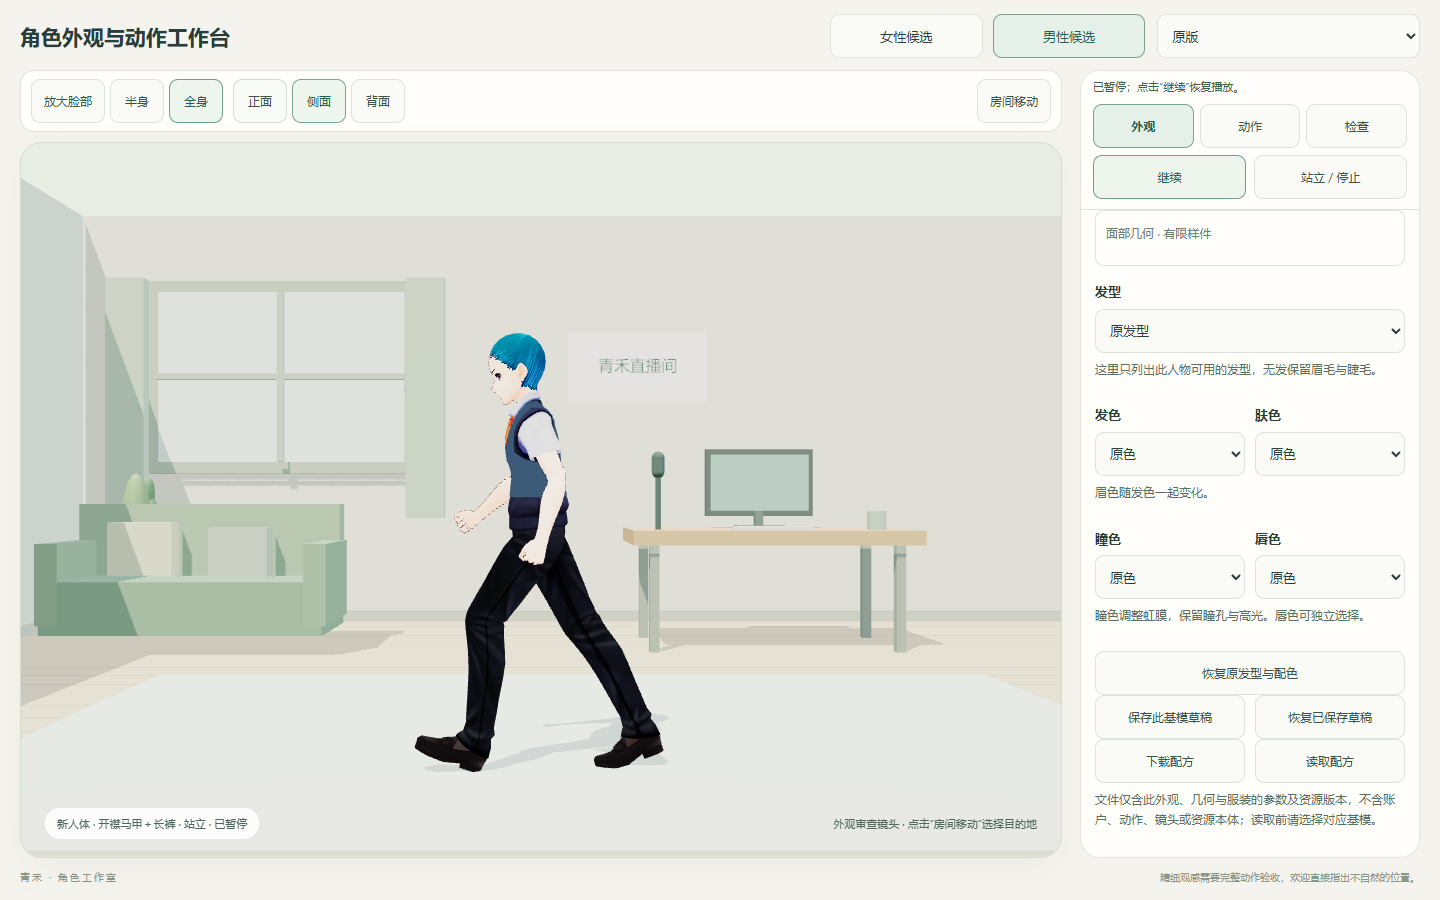 角色外观与动作工作台
女性候选
男性候选
原版
放大脸部
半身
全身
正面
侧面
背面
房间移动
已暂停；点击“继续”恢复播放。
外观
动作
检查
继续
站立 / 停止
面部几何 · 有限样件
发型
原发型
这里只列出此人物可用的发型，无发保留眉毛与睫毛。
发色
肤色
原色
原色
眉色随发色一起变化。
瞳色
唇色
原色
原色
瞳色调整虹膜，保留瞳孔与高光。唇色可独立选择。
恢复原发型与配色
保存此基模草稿
恢复已保存草稿
下载配方
读取配方
文件仅含此外观、几何与服装的参数及资源版本，不含账
户、动作、镜头或资源本体；读取前请选择对应基模。
青禾直播间
新人体 · 开襟马甲 + 长裤 · 站立 · 已暂停
外观审查镜头 · 点击“房间移动”选择目的地
青禾 · 角色工作室
精细观感需要完整动作验收，欢迎直接指出不自然的位置。